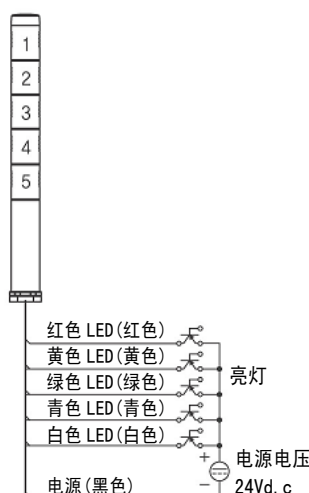 1
2
3
4
5
红色 LED(红色)
黄色 LED(黄色)
绿色 LED(绿色)
亮灯
青色 LED(青色)
白色 LED(白色)
+
电源电压
电源(黑色)
−
24Vd.c